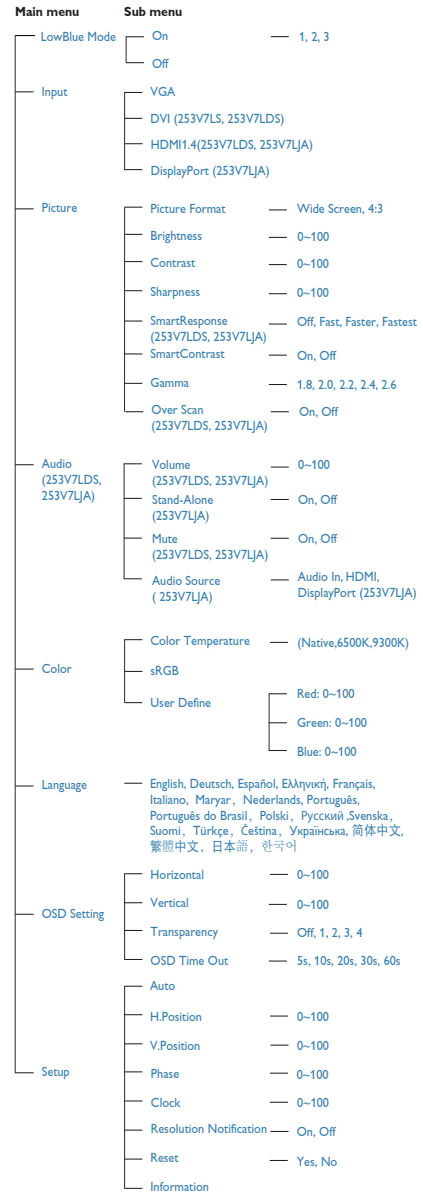 Main menu Sub menu
LowBlue Mode On 1, 2, 3
Off
Input VGA
DVI (253V7LS, 253V7LDS)
HDMI1.4(253V7LDS, 253V7LJA)
DisplayPort (253V7LJA)
Picture Picture Format Wide Screen, 4:3
Brightness 0~100
Contrast 0~100
Sharpness 0~100
SmartResponse Off, Fast, Faster, Fastest
(253V7LDS, 253V7LJA)
SmartContrast On, Off
Gamma 1.8, 2.0, 2.2, 2.4, 2.6
Over Scan On, Off
(253V7LDS, 253V7LJA)
Audio Volume 0~100
(253V7LDS, (253V7LDS, 253V7LJA)
253V7LJA) Stand-Alone On, Off
(253V7LJA)
Mute On, Off
(253V7LDS, 253V7LJA)
Audio Source Audio In, HDMI,
( 253V7LJA) DisplayPort (253V7LJA)
Color Temperature (Native,6500K,9300K)
Color sRGB
User Define Red: 0~100
Green: 0~100
Blue: 0~100
Language English, Deutsch, Español, Ελληνική, Français,
Italiano, Maryar, Nederlands, Português,
Português do Brasil, Polski, Русский ,Svenska,
Suomi, Türkçe, Čeština, Українська, 简体中文,
繁體中文, 日本語, 한국어
Horizontal 0~100
Vertical 0~100
OSD Setting
Transparency Off, 1, 2, 3, 4
OSD Time Out 5s, 10s, 20s, 30s, 60s
Auto
H.Position 0~100
V.Position 0~100
Setup Phase 0~100
Clock 0~100
Resolution Notification On, Off
Reset Yes, No
Information